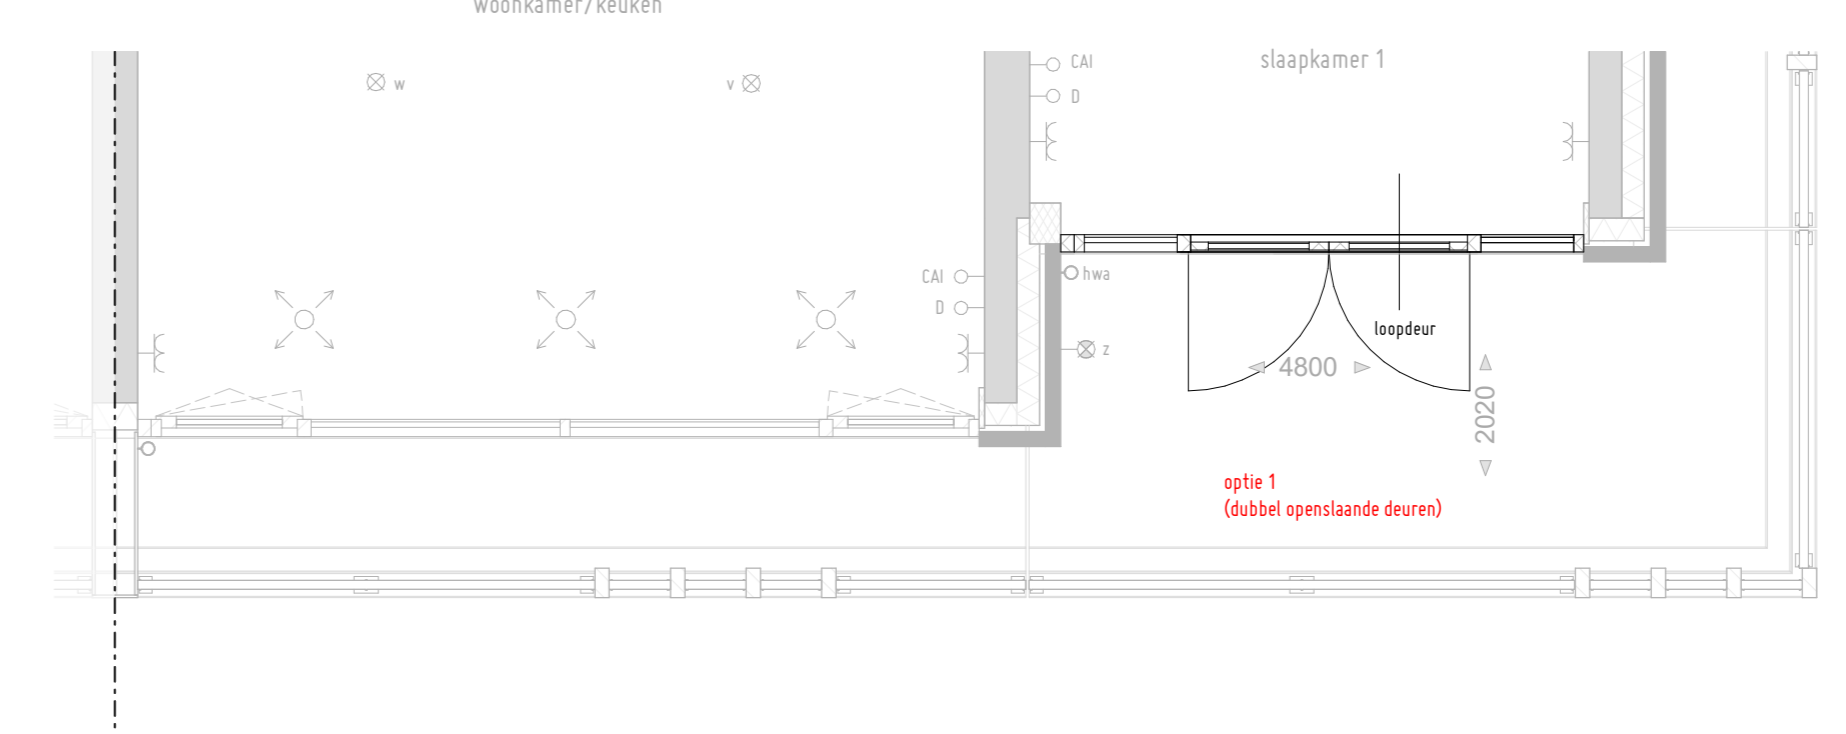 woonkamer/keuken
slaapkamer 1
CAI
D
w
v
CAI
D
hwa
z
loopdeur
4800
2020
optie 1
(dubbel openslaande deuren)